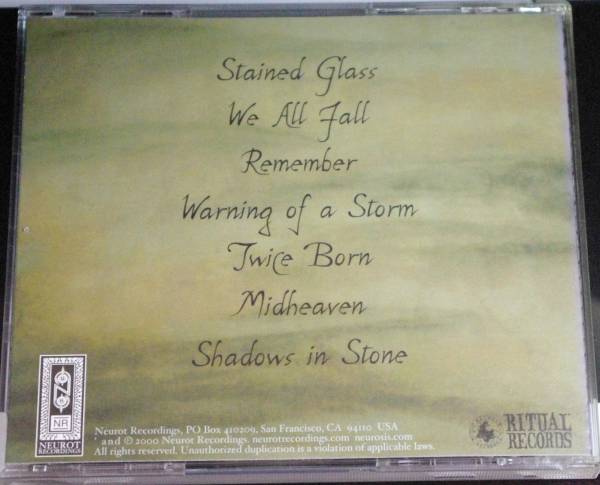 Stained Glass
We All Fall
Remember
Warning of a Storm
Twice Born
Midheaven
Shadows in Stone
NR
NEUROT
RECORDINGS
Neurot Recordings, PO Box 410209, San Francisco, CA 94110 USA
and © 2000 Neurot Recordings. neurotrecordings.com neurosis.com
All rights reserved. Unauthorized duplication is a violation of applicable laws.
RITUAL
RECORDS